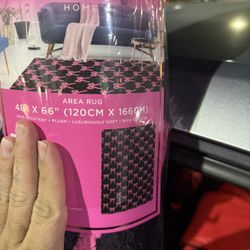 HOME
AREA RUG
48" X 66" (120CM X 166CM)
• PLUSH • LUXURIOUSLY SOFT •